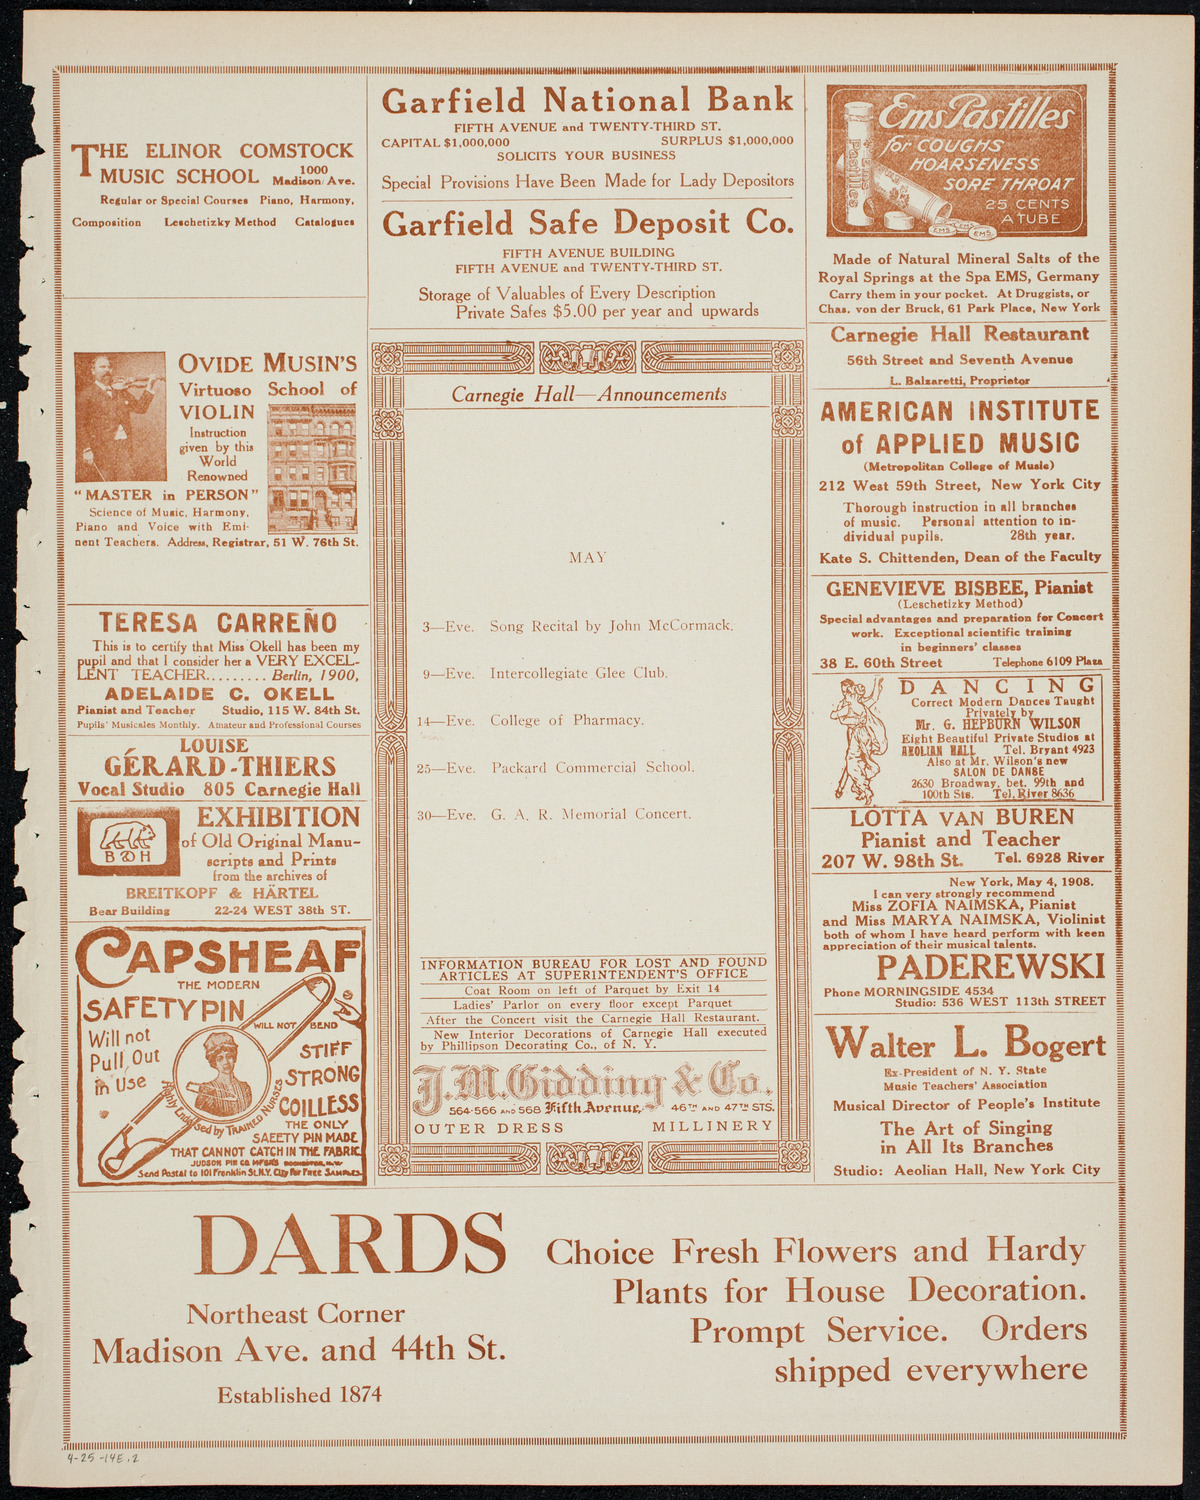 THE ELINOR COMSTOCK
MUSIC SCHOOL 1000 Madison Ave.
Regular or Special Courses Piano, Harmony,
Composition Leschetizky Method Catalogues
OVIDE MUSIN'S
Virtuoso School of
VIOLIN
Instruction
given by this
World
Renowned
"MASTER in PERSON"
Science of Music, Harmony,
Piano and Voice with Emi-
nent Teachers. Address, Registrar, 51 W. 76th St.
TERESA CARREÑO
This is to certify that Miss Okell has been my
pupil and that I consider her a VERY EXCEL-
LENT TEACHER......... Berlin, 1900,
ADELAIDE C. OKELL
Pianist and Teacher Studio, 115 W. 84th St.
Pupils' Musicales Monthly. Amateur and Professional Courses
LOUISE
GÉRARD-THIERS
Vocal Studio 805 Carnegie Hall
B & H
EXHIBITION
of Old Original Manu-
scripts and Prints
from the archives of
BREITKOPF & HÄRTEL
Bear Building 22-24 WEST 38th ST.
CAPSHEAF
THE MODERN
SAFETY PIN
WILL NOT BEND
Will not
Pull Out
in Use
STIFF
STRONG
COILLESS
Highly Endorsed by TRAINED NURSES
THE ONLY
SAFETY PIN MADE
THAT CANNOT CATCH IN THE FABRIC.
JUDSON PIN CO. MFGRS. ROCHESTER, N.Y.
Send Postal to 101 Franklin St. N.Y. City For Free Samples.
Garfield National Bank
FIFTH AVENUE and TWENTY-THIRD ST.
CAPITAL $1,000,000 SURPLUS $1,000,000
SOLICITS YOUR BUSINESS
Special Provisions Have Been Made for Lady Depositors
Garfield Safe Deposit Co.
FIFTH AVENUE BUILDING
FIFTH AVENUE and TWENTY-THIRD ST.
Storage of Valuables of Every Description
Private Safes $5.00 per year and upwards
Carnegie Hall—Announcements
MAY
3—Eve. Song Recital by John McCormack.
9—Eve. Intercollegiate Glee Club.
14—Eve. College of Pharmacy.
25—Eve. Packard Commercial School.
30—Eve. G. A. R. Memorial Concert.
INFORMATION BUREAU FOR LOST AND FOUND
ARTICLES AT SUPERINTENDENT'S OFFICE
Coat Room on left of Parquet by Exit 14
Ladies' Parlor on every floor except Parquet
After the Concert visit the Carnegie Hall Restaurant.
New Interior Decorations of Carnegie Hall executed
by Phillipson Decorating Co., of N. Y.
J. M. Gidding & Co.
564-566 AND 568 Fifth Avenue, 46TH AND 47TH STS.
OUTER DRESS MILLINERY
Ems Pastilles
for COUGHS
HOARSENESS
SORE THROAT
25 CENTS
A TUBE
Made of Natural Mineral Salts of the
Royal Springs at the Spa EMS, Germany
Carry them in your pocket. At Druggists, or
Chas. von der Bruck, 61 Park Place, New York
Carnegie Hall Restaurant
56th Street and Seventh Avenue
L. Balzaretti, Proprietor
AMERICAN INSTITUTE
of APPLIED MUSIC
(Metropolitan College of Music)
212 West 59th Street, New York City
Thorough instruction in all branches
of music. Personal attention to in-
dividual pupils. 28th year.
Kate S. Chittenden, Dean of the Faculty
GENEVIEVE BISBEE, Pianist
(Leschetizky Method)
Special advantages and preparation for Concert
work. Exceptional scientific training
in beginners' classes
38 E. 60th Street Telephone 6109 Plaza
DANCING
Correct Modern Dances Taught
Privately by
Mr. G. HEPBURN WILSON
Eight Beautiful Private Studios at
AEOLIAN HALL Tel. Bryant 4923
Also at Mr. Wilson's new
SALON DE DANSE
2630 Broadway, bet. 99th and
100th Sts. Tel. River 8636
LOTTA VAN BUREN
Pianist and Teacher
207 W. 98th St. Tel. 6928 River
New York, May 4, 1908.
I can very strongly recommend
Miss ZOFIA NAIMSKA, Pianist
and Miss MARYA NAIMSKA, Violinist
both of whom I have heard perform with keen
appreciation of their musical talents.
PADEREWSKI
Phone MORNINGSIDE 4534
Studio: 536 WEST 113th STREET
Walter L. Bogert
Ex-President of N. Y. State
Music Teachers' Association
Musical Director of People's Institute
The Art of Singing
in All Its Branches
Studio: Aeolian Hall, New York City
DARDS
Northeast Corner
Madison Ave. and 44th St.
Established 1874
Choice Fresh Flowers and Hardy
Plants for House Decoration.
Prompt Service. Orders
shipped everywhere
4-25-14E.2